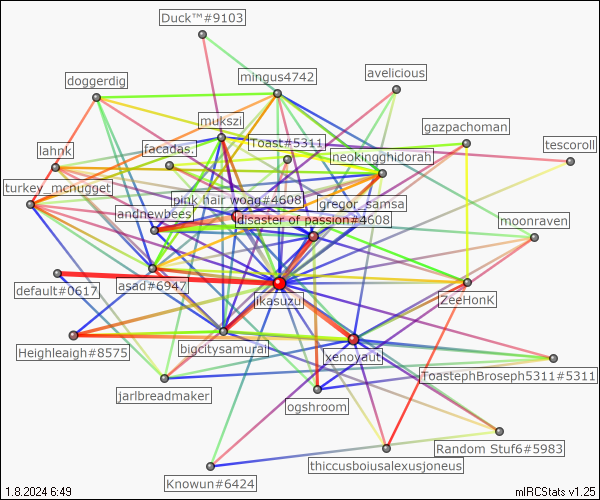 Duck™#9103
mingus4742
avelicious
doggerdig
mukszi
gazpachoman
Toast#5311
tescoroll
lahnk
facadas.
neokingghidorah
turkey_mcnugget
pink hair woag#4608
gregor_samsa
andnewbees
disaster of passion#4608
moonraven
default#0617
asad#6947
jkasuzu
ZeeHonK
Heighleaigh#8575
bigcitysamurai
xenoyaut
ToastephBroseph5311#5311
jarlbreadmaker
ogshroom
Random Stuf6#5983
thiccusboiusalexusjoneus
Knowun#6424
1.8.2024 6:49
mIRCStats v1.25